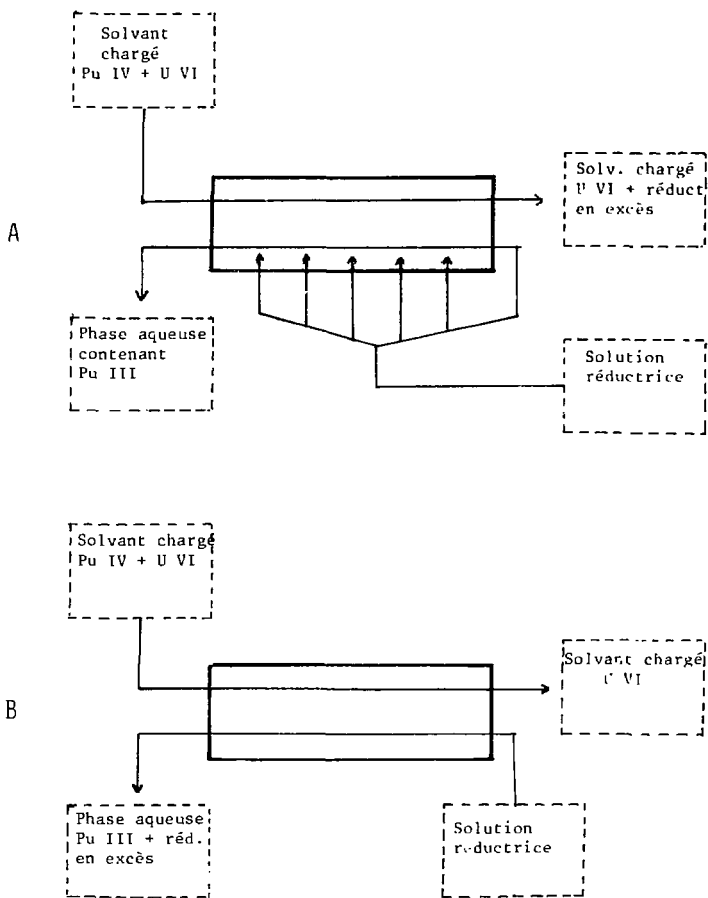 Solvant
chargé
Pu IV + U VI
Solv. chargé
U VI + réduct
en excès
A
Phase aqueuse
contenant
Pu III
Solution
réductrice
Solvant chargé
Pu IV + U VI
Solvant chargé
VI
B
Phase aqueuse
Pu III + réd.
en excès
Solution
réductrice